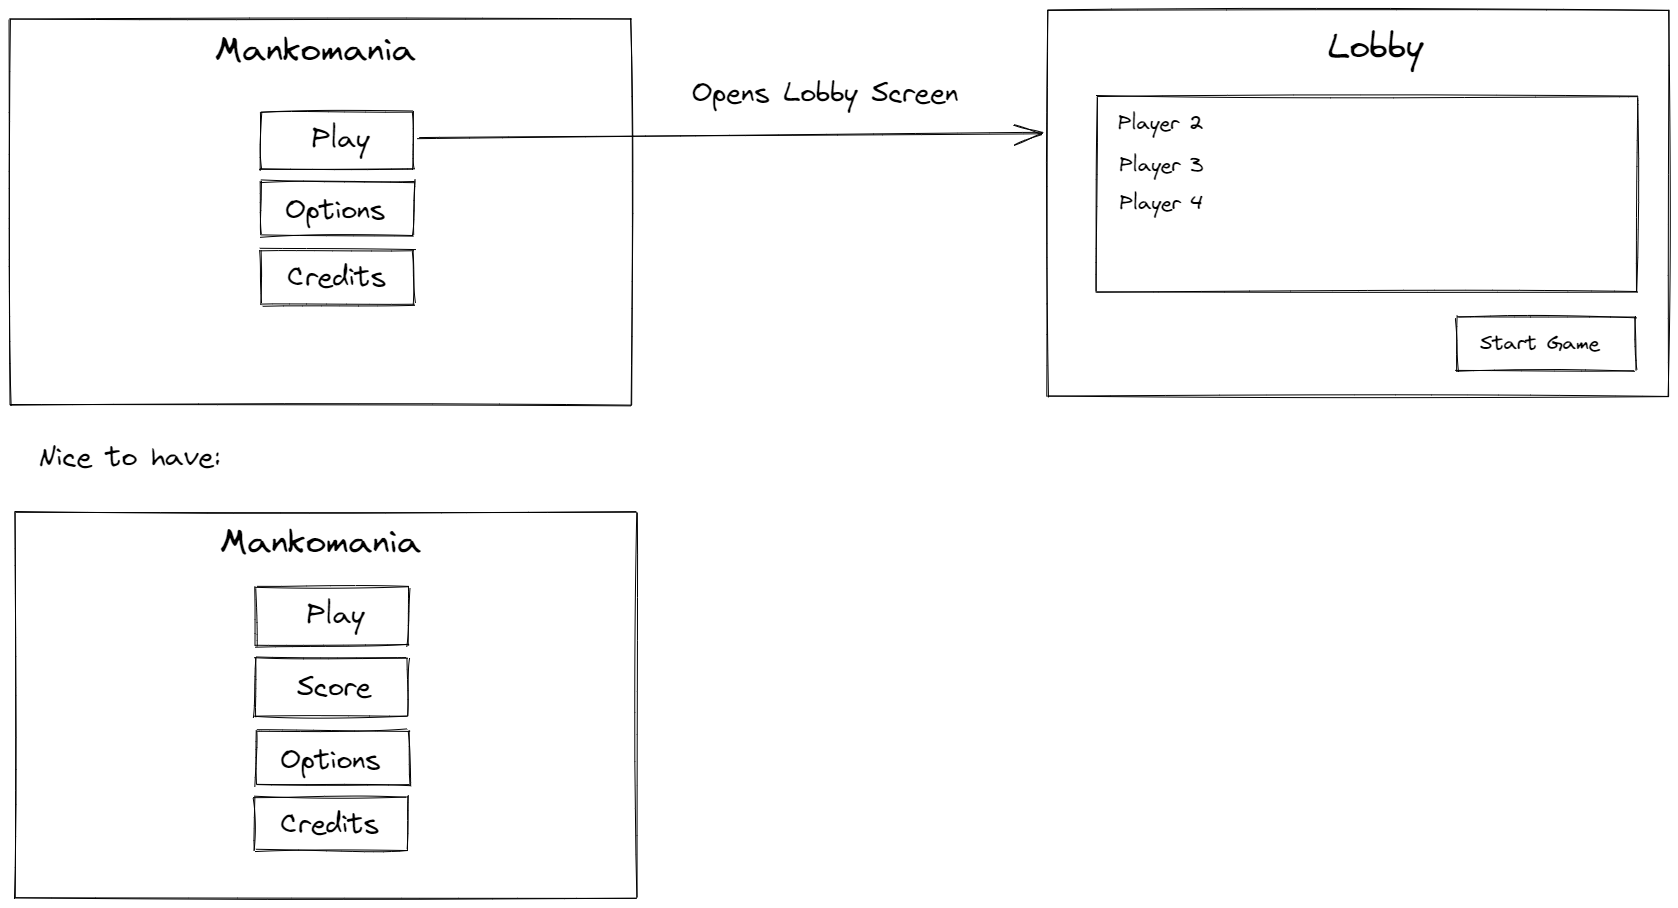 Mankomania
Play
Options
Credits
Opens Lobby Screen
Lobby
Player 2
Player 3
Player 4
Start Game
Nice to have:
Mankomania
Play
Score
Options
Credits